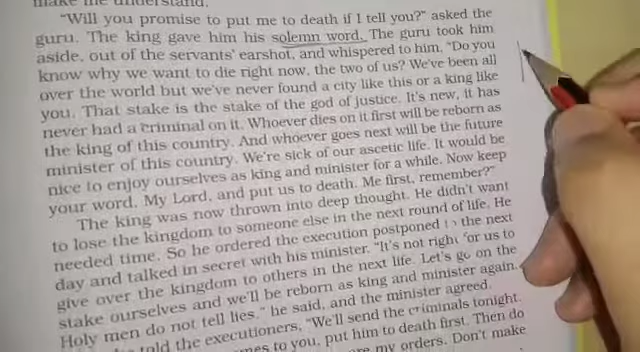 make me understand.
"Will you promise to put me to death if I tell you?" asked the
guru. The king gave him his solemn word. The guru took him
aside, out of the servants' earshot, and whispered to him, "Do you
know why we want to die right now, the two of us? We've been all
over the world but we've never found a city like this or a king like
you. That stake is the stake of the god of justice. It's new, it has
never had a criminal on it. Whoever dies on it first will be reborn as
the king of this country. And whoever goes next will be the future
minister of this country. We're sick of our ascetic life. It would be
nice to enjoy ourselves as king and minister for a while. Now keep
your word. My Lord, and put us to death. Me first, remember?"
The king was now thrown into deep thought. He didn't want
to lose the kingdom to someone else in the next round of life. He
needed time. So he ordered the execution postponed to the next
day and talked in secret with his minister. "It's not right for us to
give over the kingdom to others in the next life. Let's go on the
stake ourselves and we'll be reborn as king and minister again.
Holy men do not tell lies," he said, and the minister agreed.
told the executioners, "We'll send the criminals tonight.
to you, put him to death first. Then do
my orders. Don't make